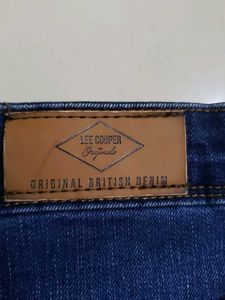 LEE COOPER
Originals
ORIGINAL BRITISH DENIM